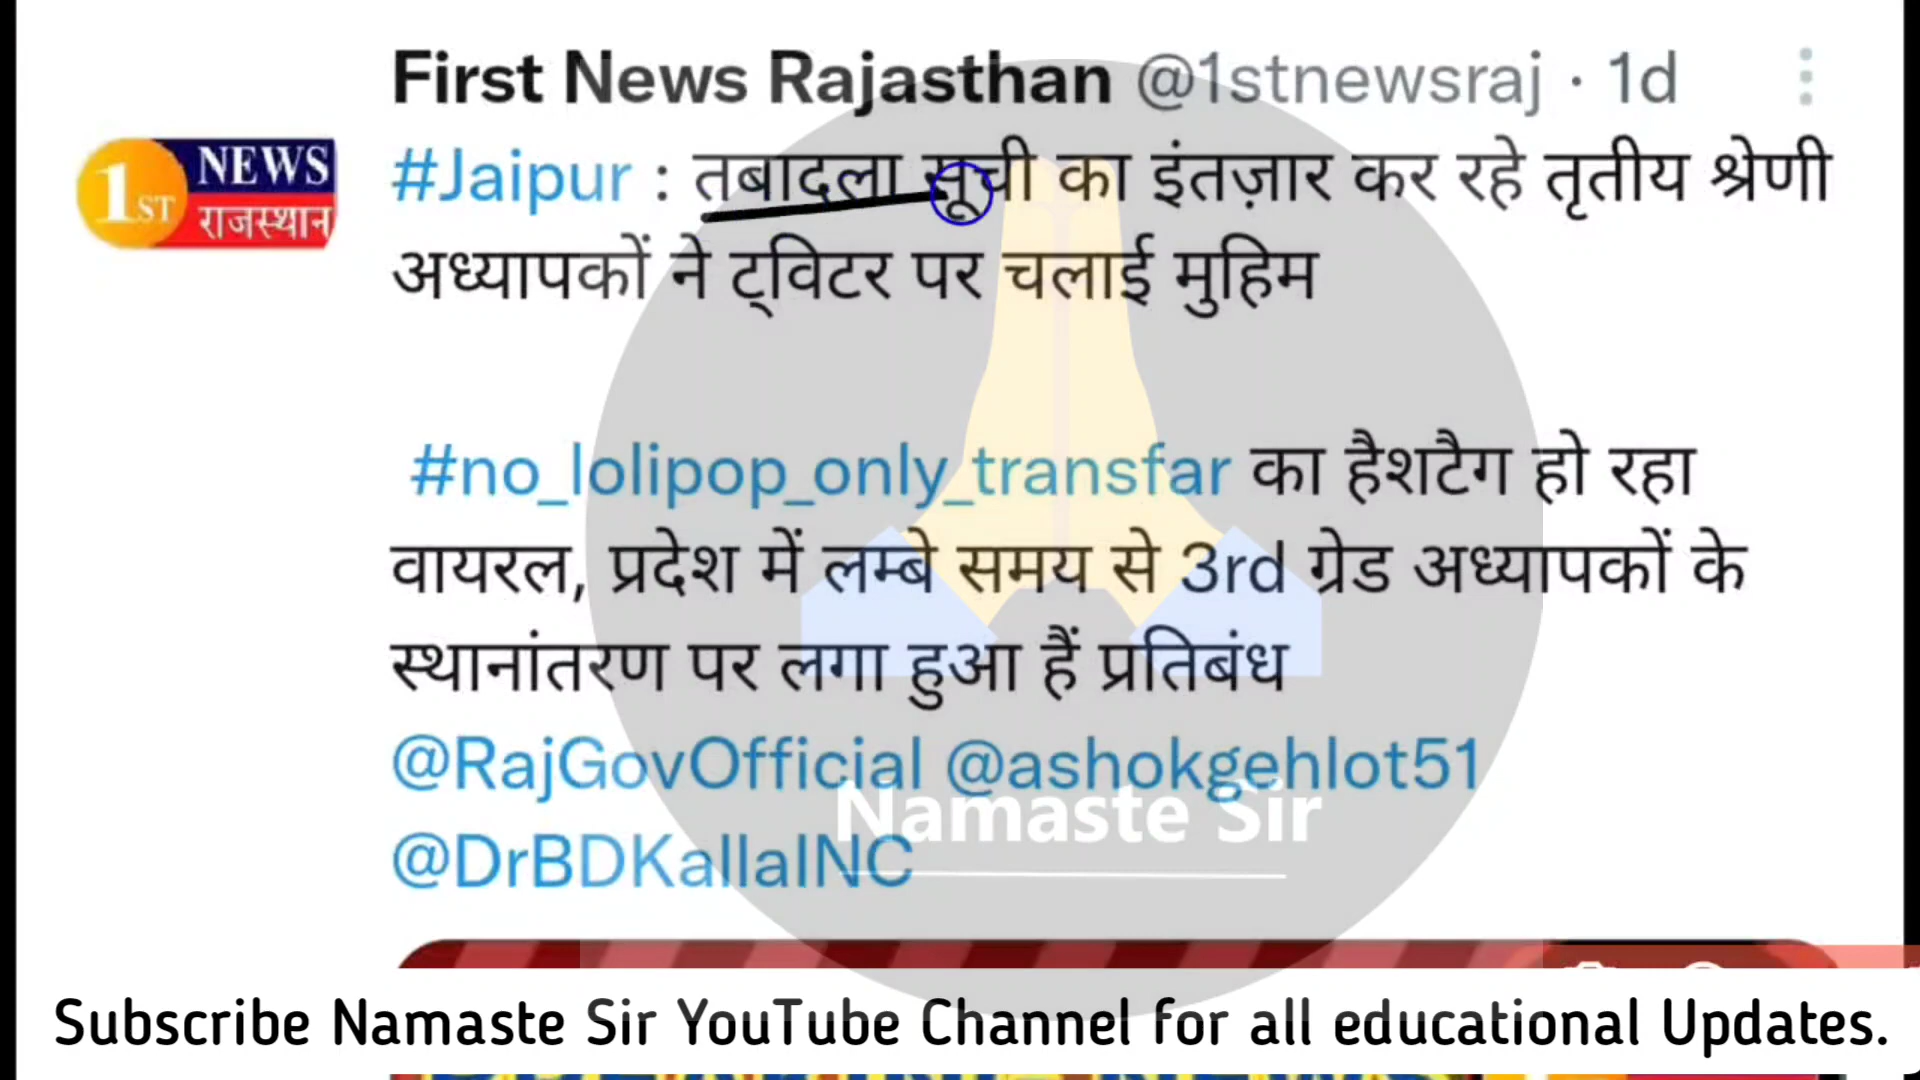 First News Rajasthan @1stnewsraj · 1d
1ST NEWS राजस्थान
#Jaipur : तबादला सूची का इंतज़ार कर रहे तृतीय श्रेणी
अध्यापकों ने ट्विटर पर चलाई मुहिम
#no_lolipop_only_transfar का हैशटैग हो रहा
वायरल, प्रदेश में लम्बे समय से 3rd ग्रेड अध्यापकों के
स्थानांतरण पर लगा हुआ हैं प्रतिबंध
@RajGovOfficial @ashokgehlot51
Namaste Sir
@DrBDKallaINC
Subscribe Namaste Sir YouTube Channel for all educational Updates.